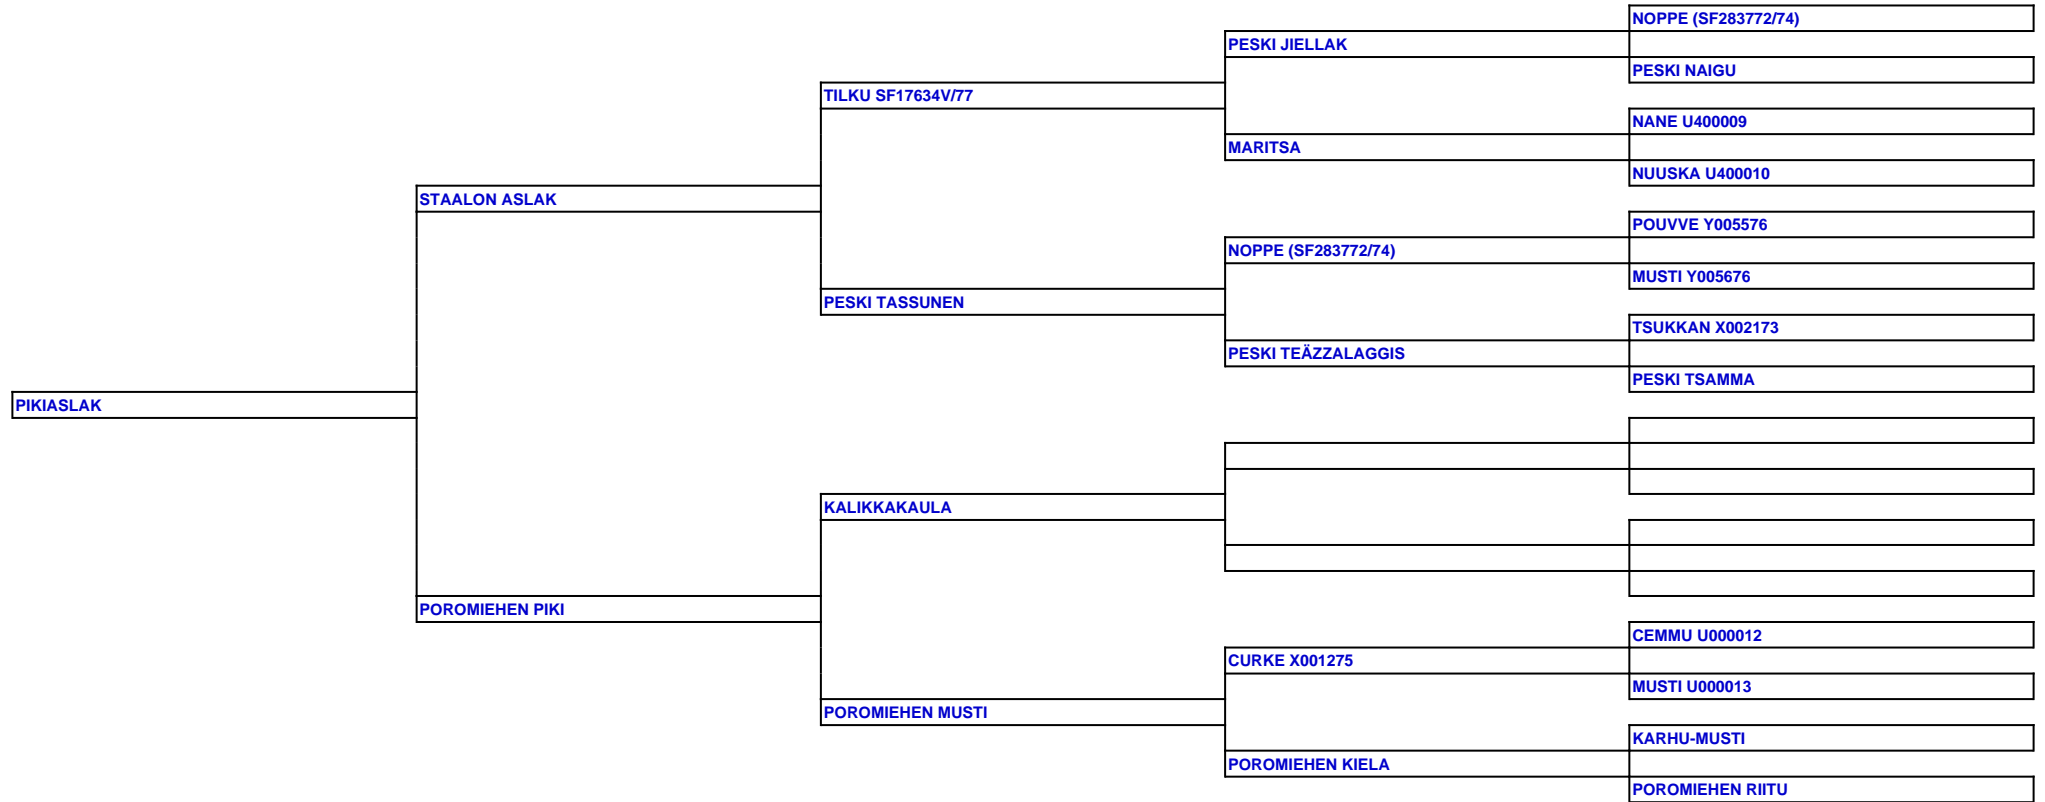 NOPPE (SF283772/74)
PESKI JIELLAK
PESKI NAIGU
TILKU SF17634V/77
NANE U400009
MARITSA
NUUSKA U400010
STAALON ASLAK
POUVVE Y005576
NOPPE (SF283772/74)
MUSTI Y005676
PESKI TASSUNEN
TSUKKAN X002173
PESKI TEÄZZALAGGIS
PESKI TSAMMA
PIKIASLAK
KALIKKAKAULA
POROMIEHEN PIKI
CEMMU U000012
CURKE X001275
MUSTI U000013
POROMIEHEN MUSTI
KARHU-MUSTI
POROMIEHEN KIELA
POROMIEHEN RIITU